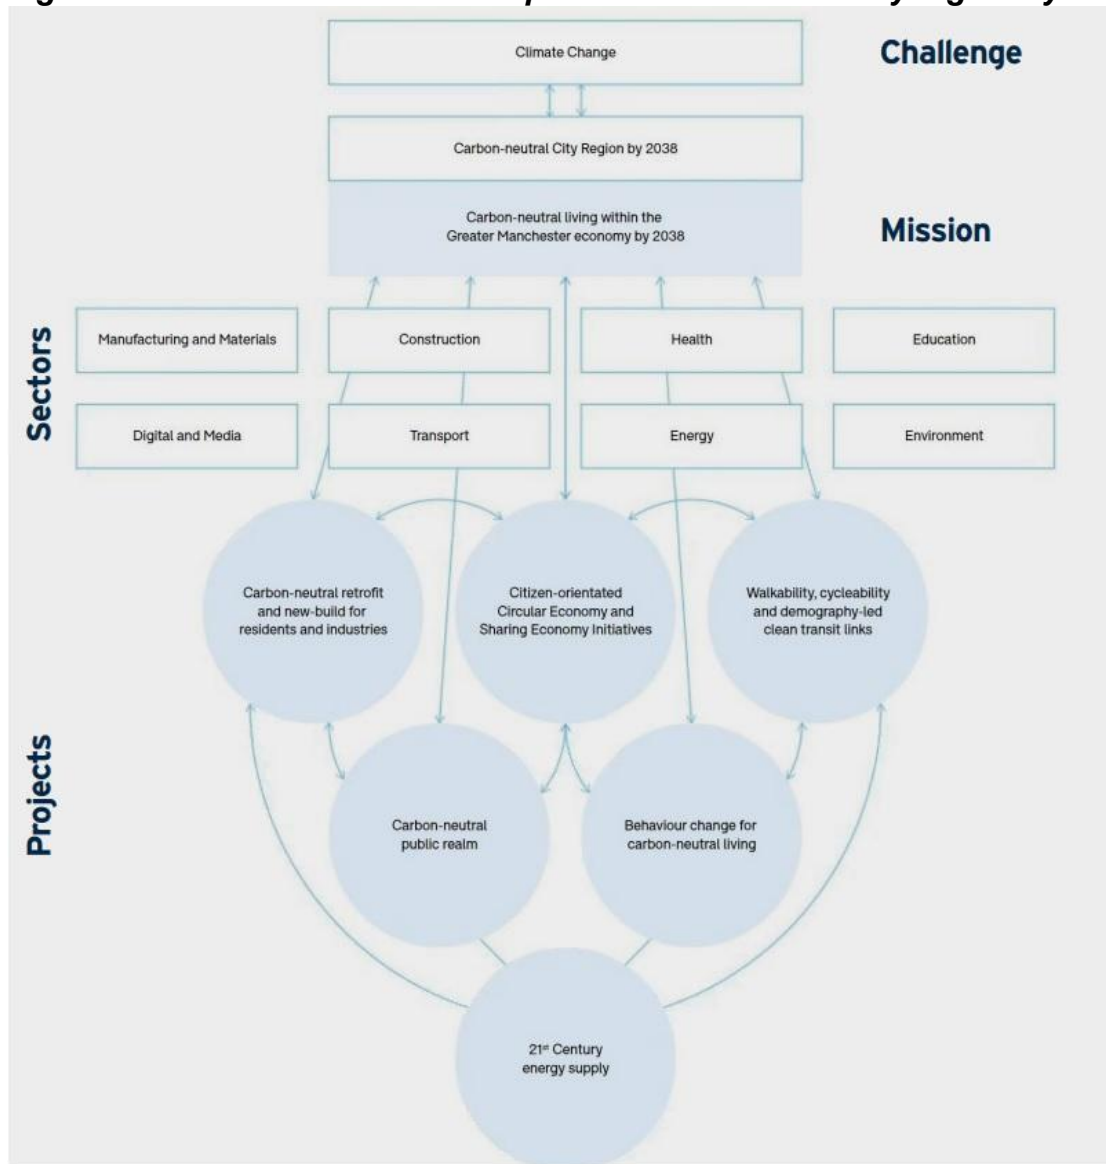 Challenge
Climate Change
Carbon-neutral City Region by 2038
Mission
Carbon-neutral living within the
Greater Manchester economy by 2038
Sectors
Manufacturing and Materials
Construction
Health
Education
Digital and Media
Transport
Energy
Environment
Projects
Carbon-neutral retrofit
and new-build for
residents and industries
Citizen-orientated
Circular Economy and
Sharing Economy Initiatives
Walkability, cycleability
and demography-led
clean transit links
Carbon-neutral
public realm
Behaviour change for
carbon-neutral living
21st Century
energy supply